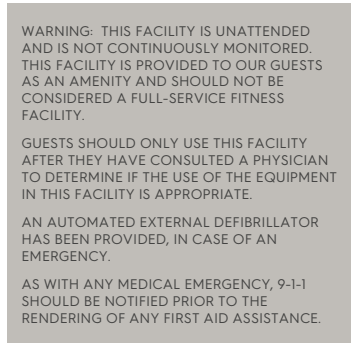 WARNING:  THIS FACILITY IS UNATTENDED
AND IS NOT CONTINUOUSLY MONITORED.
THIS FACILITY IS PROVIDED TO OUR GUESTS
AS AN AMENITY AND SHOULD NOT BE
CONSIDERED A FULL-SERVICE FITNESS
FACILITY.
GUESTS SHOULD ONLY USE THIS FACILITY
AFTER THEY HAVE CONSULTED A PHYSICIAN
TO DETERMINE IF THE USE OF THE EQUIPMENT
IN THIS FACILITY IS APPROPRIATE.
AN AUTOMATED EXTERNAL DEFIBRILLATOR
HAS BEEN PROVIDED, IN CASE OF AN
EMERGENCY.
AS WITH ANY MEDICAL EMERGENCY, 9-1-1
SHOULD BE NOTIFIED PRIOR TO THE
RENDERING OF ANY FIRST AID ASSISTANCE.